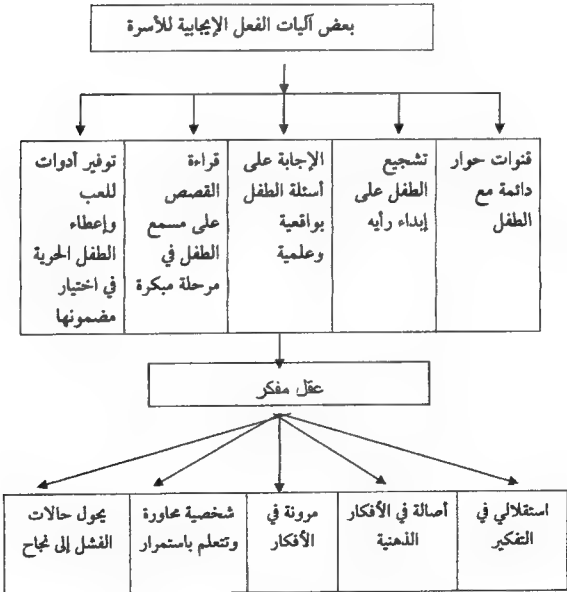 بعض آليات الفعل الإيجابية للأسرة
قنوات حوار
دائمة مع
الطفل
تشجيع
الطفل على
إبداء رأيه
الإجابة على
أسئلة الطفل
بواقعية
وعلمية
قراءة
القصص
على مسمع
الطفل في
مرحلة مبكرة
توفير أدوات
للعب
وإعطاء
الطفل الحرية
في اختيار
مضمونها
عقل مفكر
استقلالي في
التفكير
أصالة في الأفكار
الذهنية
مرونة في
الأفكار
شخصية محاورة
وتتعلم باستمرار
يحول حالات
الفشل إلى نجاح